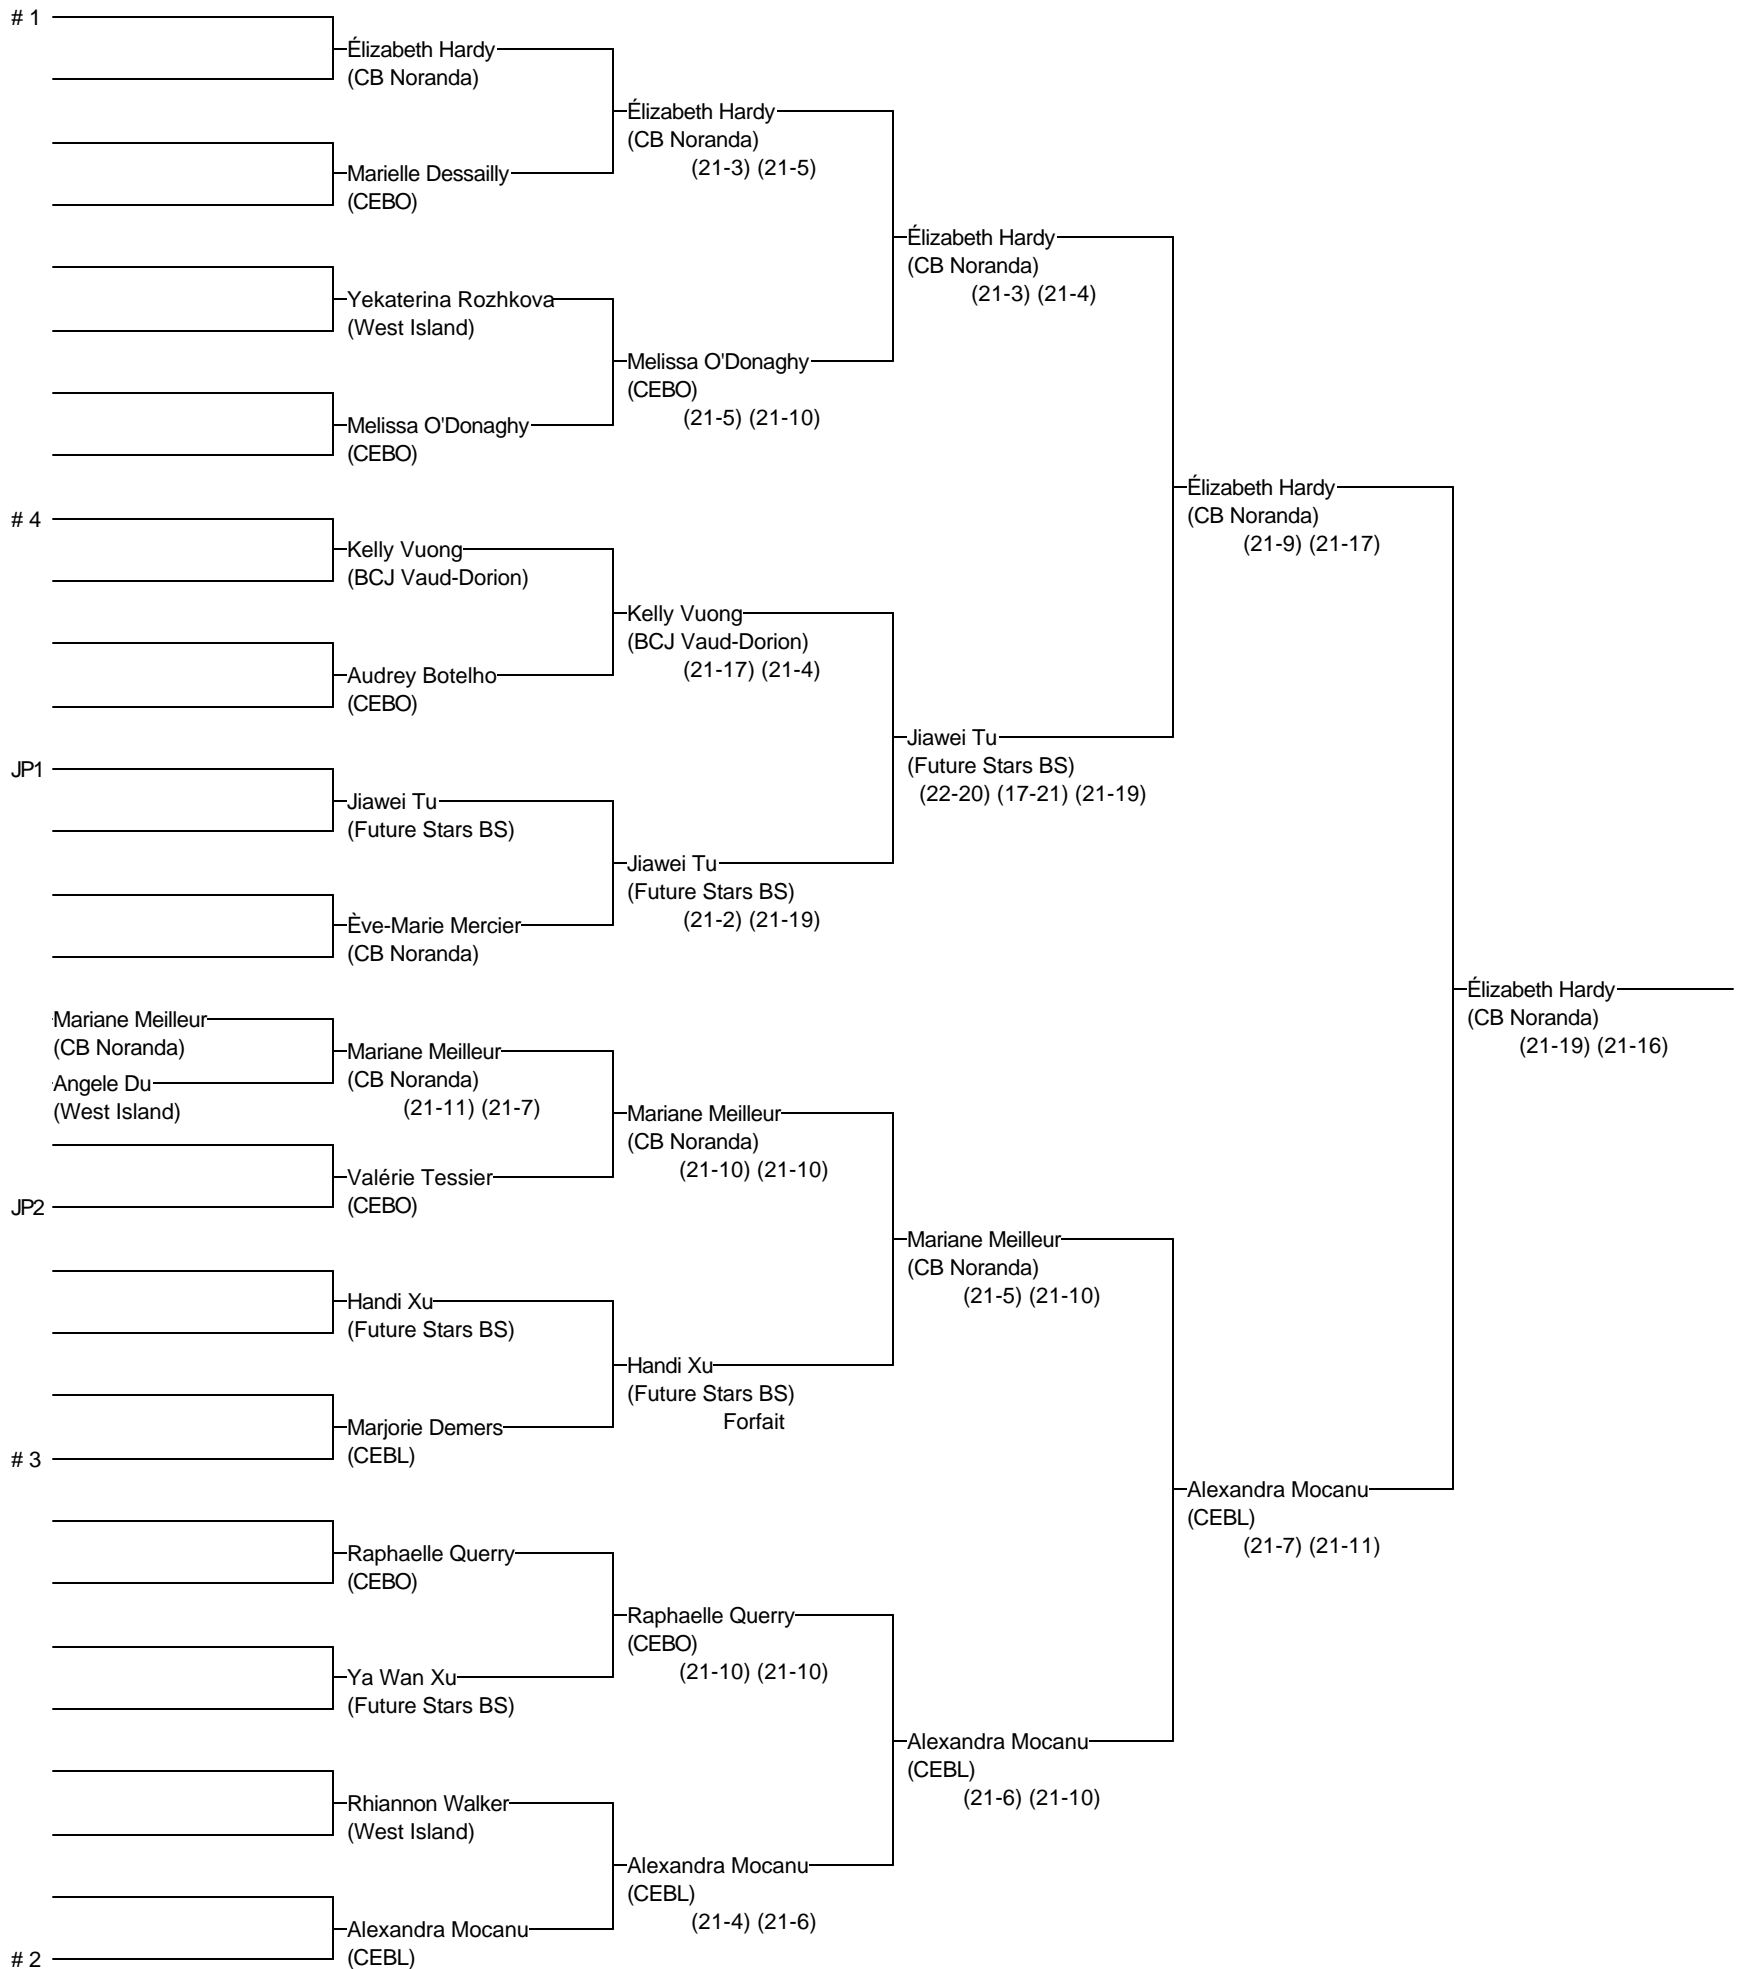 # 1
Élizabeth Hardy
(CB Noranda)
Élizabeth Hardy
(CB Noranda)
(21-3) (21-5)
Marielle Dessailly
(CEBO)
Élizabeth Hardy
(CB Noranda)
(21-3) (21-4)
Yekaterina Rozhkova
(West Island)
Melissa O'Donaghy
(CEBO)
(21-5) (21-10)
Melissa O'Donaghy
(CEBO)
Élizabeth Hardy
(CB Noranda)
(21-9) (21-17)
# 4
Kelly Vuong
(BCJ Vaud-Dorion)
Kelly Vuong
(BCJ Vaud-Dorion)
(21-17) (21-4)
Audrey Botelho
(CEBO)
Jiawei Tu
(Future Stars BS)
(22-20) (17-21) (21-19)
JP1
Jiawei Tu
(Future Stars BS)
Jiawei Tu
(Future Stars BS)
(21-2) (21-19)
Ève-Marie Mercier
(CB Noranda)
Élizabeth Hardy
(CB Noranda)
(21-19) (21-16)
Mariane Meilleur
(CB Noranda)
Mariane Meilleur
(CB Noranda)
(21-11) (21-7)
Angele Du
(West Island)
Mariane Meilleur
(CB Noranda)
(21-10) (21-10)
Valérie Tessier
(CEBO)
JP2
Mariane Meilleur
(CB Noranda)
(21-5) (21-10)
Handi Xu
(Future Stars BS)
Handi Xu
(Future Stars BS)
Forfait
Marjorie Demers
(CEBL)
# 3
Alexandra Mocanu
(CEBL)
(21-7) (21-11)
Raphaelle Querry
(CEBO)
Raphaelle Querry
(CEBO)
(21-10) (21-10)
Ya Wan Xu
(Future Stars BS)
Alexandra Mocanu
(CEBL)
(21-6) (21-10)
Rhiannon Walker
(West Island)
Alexandra Mocanu
(CEBL)
(21-4) (21-6)
Alexandra Mocanu
(CEBL)
# 2